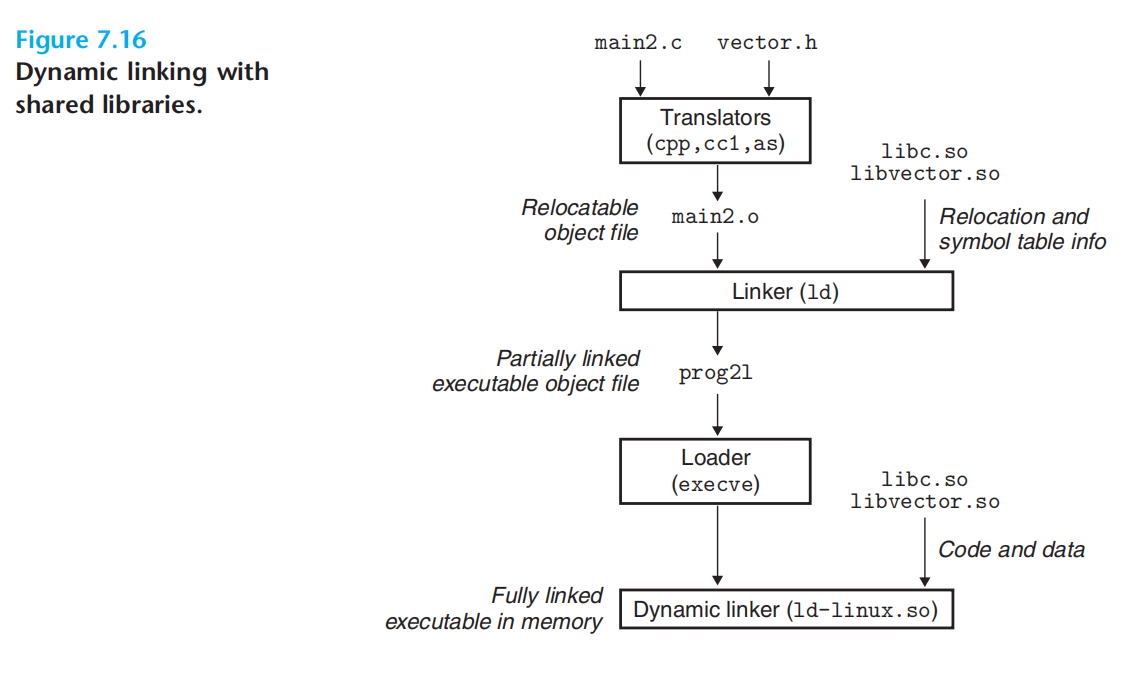 Figure 7.16
Dynamic linking with
shared libraries.
main2.c vector.h
Translators
(cpp,cc1,as)
libc.so
libvector.so
Relocatable
object file
main2.o
Relocation and
symbol table info
Linker (ld)
Partially linked
executable object file
prog2l
Loader
(execve)
libc.so
libvector.so
Code and data
Fully linked
executable in memory
Dynamic linker (ld-linux.so)